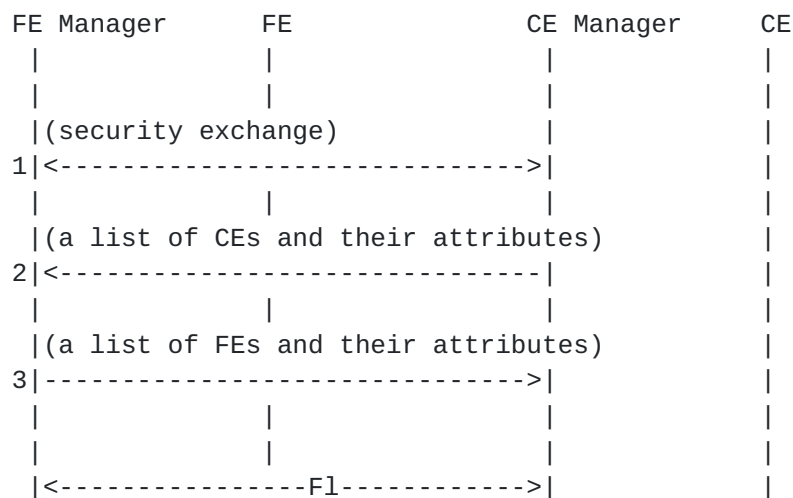 FE Manager      FE                 CE Manager     CE
 |              |                  |              |
 |              |                  |              |
 |(security exchange)              |              |
1|<------------------------------>|              |
 |              |                  |              |
 |(a list of CEs and their attributes)            |
2|<-------------------------------|              |
 |              |                  |              |
 |(a list of FEs and their attributes)            |
3|------------------------------->|              |
 |              |                  |              |
 |              |                  |              |
 |<----------------Fl------------>|              |